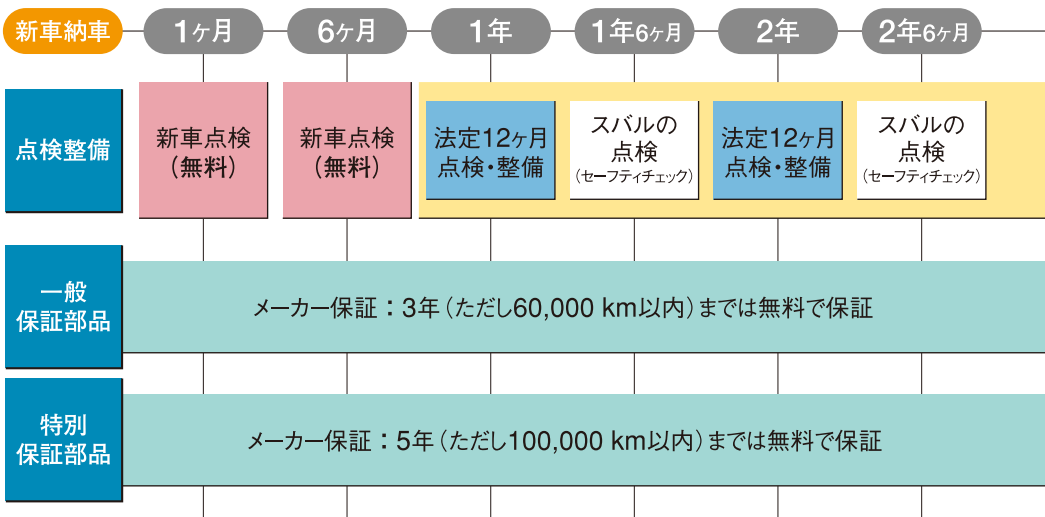 新車納車
1ヶ月
6ヶ月
1年
1年6ヶ月
2年
2年6ヶ月
点検整備
新車点検
(無料)
新車点検
(無料)
法定12ヶ月
点検・整備
スバルの
点検
(セーフティチェック)
法定12ヶ月
点検・整備
スバルの
点検
(セーフティチェック)
一般
保証部品
メーカー保証:3年(ただし60,000 km以内)までは無料で保証
特別
保証部品
メーカー保証:5年(ただし100,000 km以内)までは無料で保証